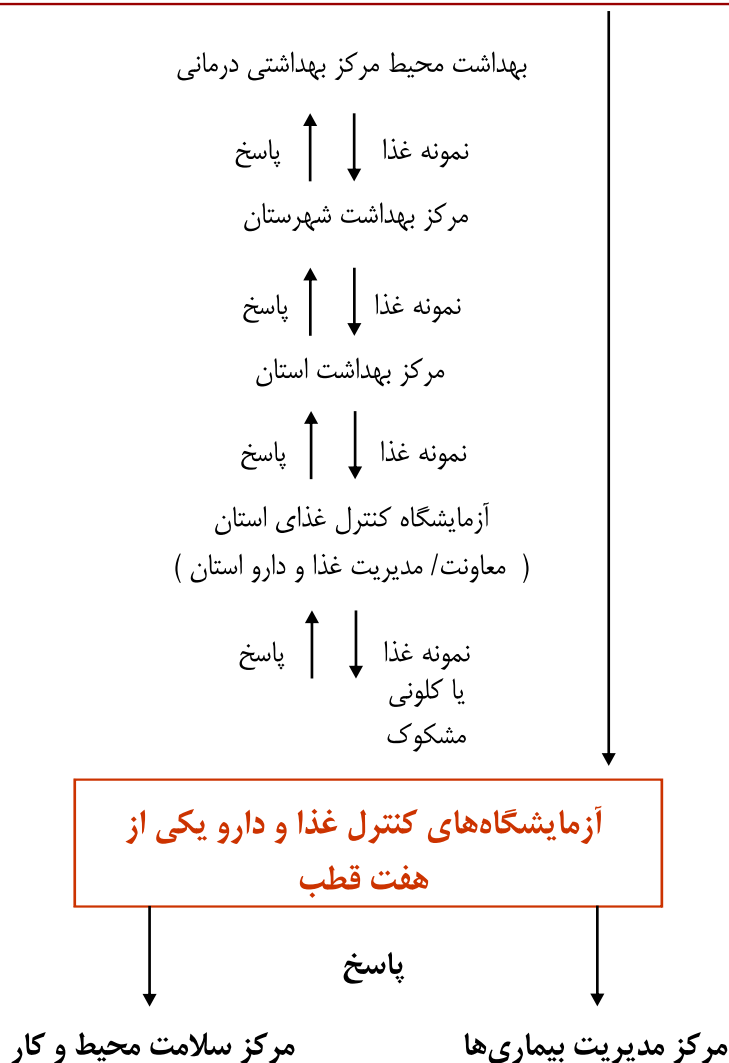 بهداشت محیط مرکز بهداشتی درمانی
نمونه غذا
پاسخ
مرکز بهداشت شهرستان
نمونه غذا
پاسخ
مرکز بهداشت استان
نمونه غذا
پاسخ
آزمایشگاه کنترل غذای استان
( معاونت/ مدیریت غذا و دارو استان )
نمونه غذا
یا کلونی
مشکوک
پاسخ
آزمایشگاه‌های کنترل غذا و دارو یکی از
هفت قطب
پاسخ
مرکز مدیریت بیماری‌ها
مرکز سلامت محیط و کار